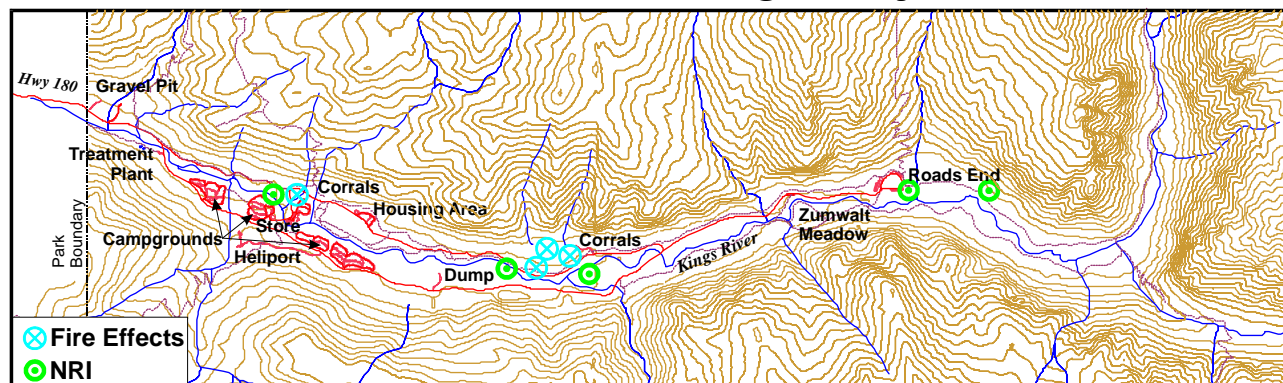 Hwy 180
Gravel Pit
Treatment
Plant
Corrals
Housing Area
Store
Campgrounds
Heliport
Park
Boundary
Dump
Corrals
Kings River
Zumwalt
Meadow
Roads End
Fire Effects
NRI